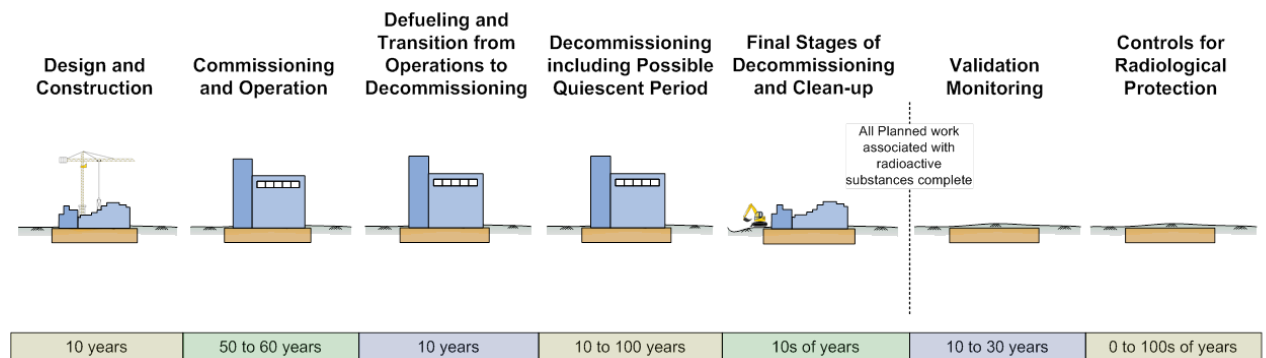 Design and
Construction
Commissioning
and Operation
Defueling and
Transition from
Operations to
Decommissioning
Decommissioning
including Possible
Quiescent Period
Final Stages of
Decommissioning
and Clean-up
Validation
Monitoring
Controls for
Radiological
Protection
All Planned work
associated with
radioactive
substances complete
10 years
50 to 60 years
10 years
10 to 100 years
10s of years
10 to 30 years
0 to 100s of years